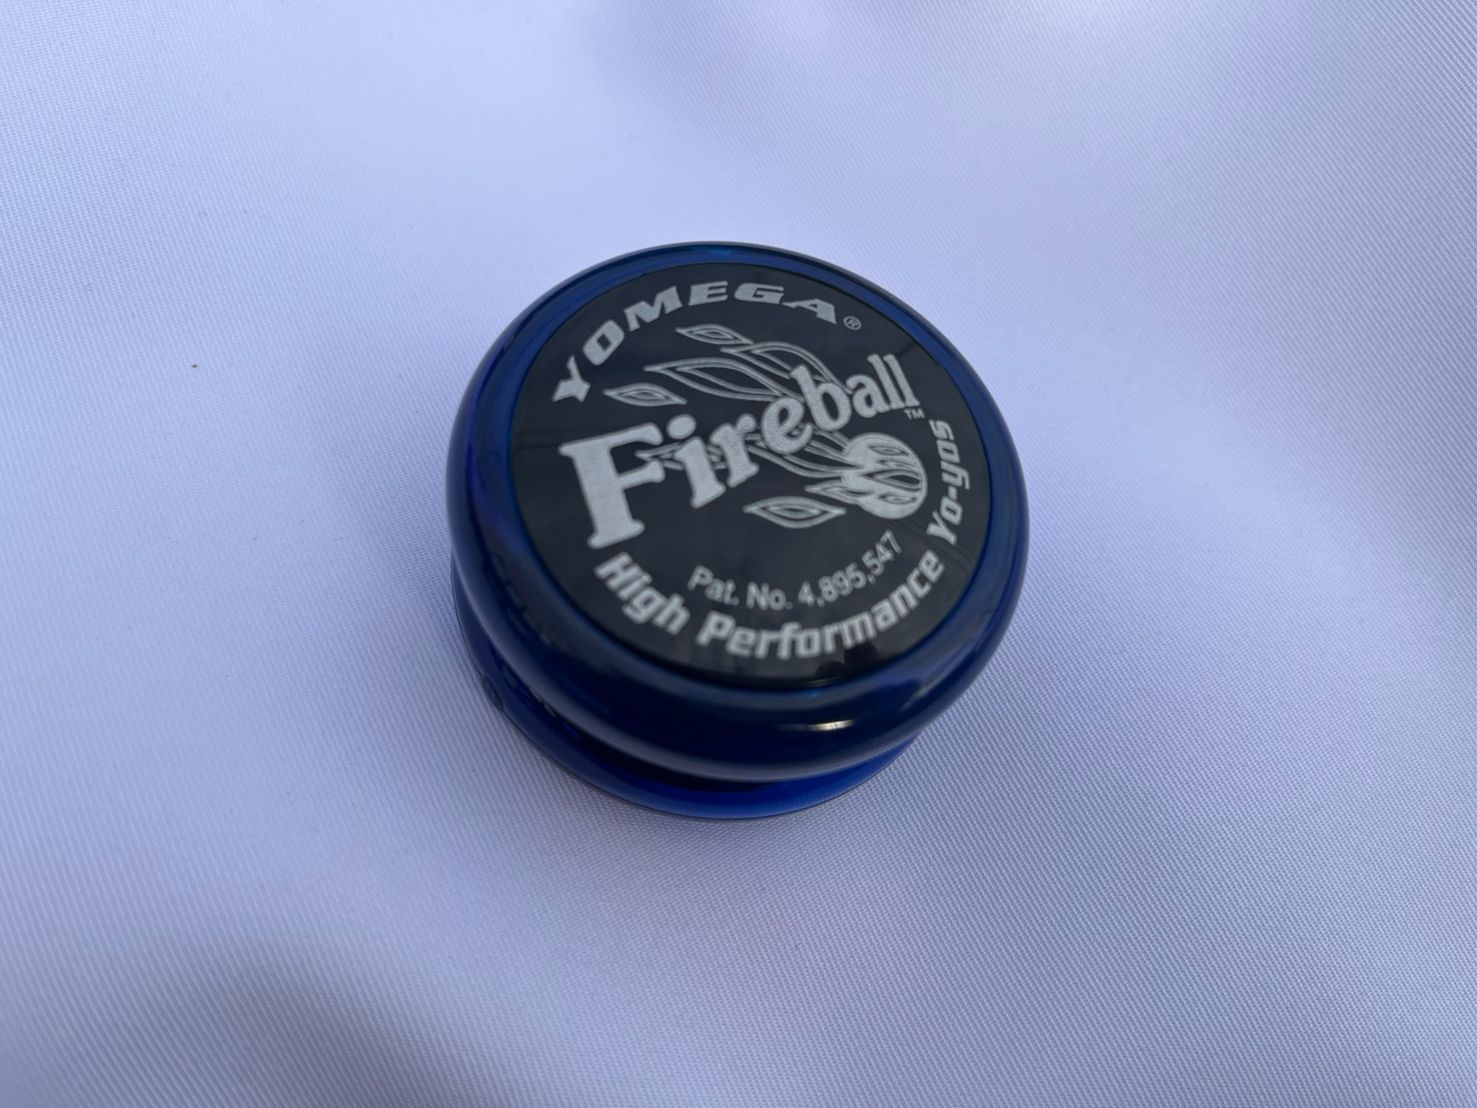 YOMEGA®
Fireball™
Pat. No. 4,895,547
High Performance Yo-yos